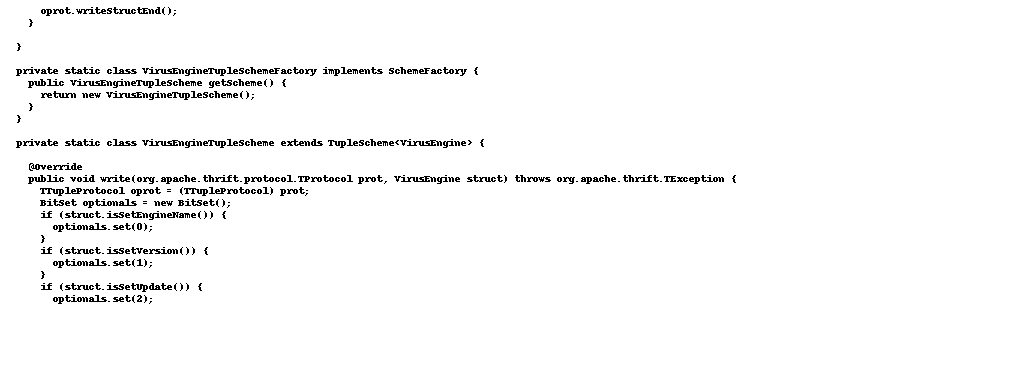 oprot.writeStructEnd();
}
}
private static class VirusEngineTupleSchemeFactory implements SchemeFactory {
public VirusEngineTupleScheme getScheme() {
return new VirusEngineTupleScheme();
}
}
private static class VirusEngineTupleScheme extends TupleScheme<VirusEngine> {
@Override
public void write(org.apache.thrift.protocol.TProtocol prot, VirusEngine struct) throws org.apache.thrift.TException {
TTupleProtocol oprot = (TTupleProtocol) prot;
BitSet optionals = new BitSet();
if (struct.isSetEngineName()) {
optionals.set(0);
}
if (struct.isSetVersion()) {
optionals.set(1);
}
if (struct.isSetUpdate()) {
optionals.set(2);